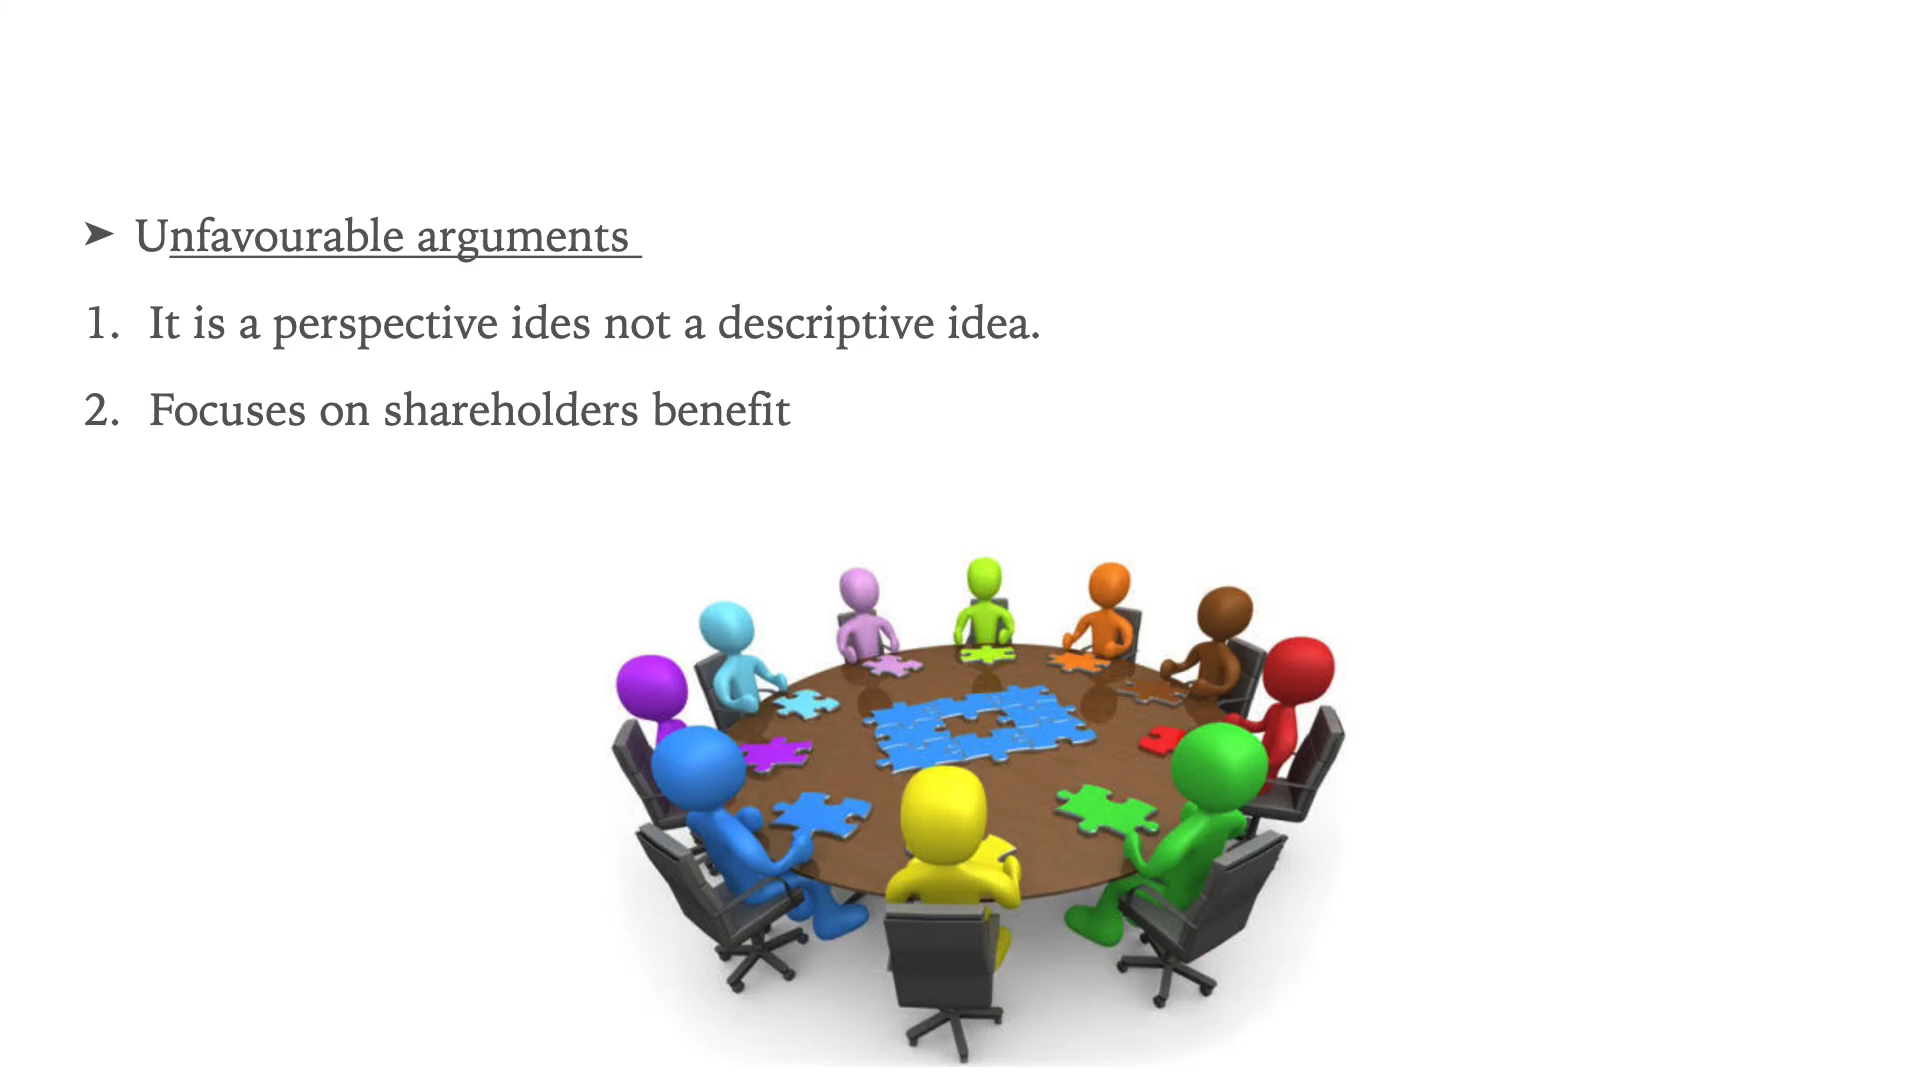 ➤ Unfavourable arguments
1. It is a perspective ides not a descriptive idea.
2. Focuses on shareholders benefit